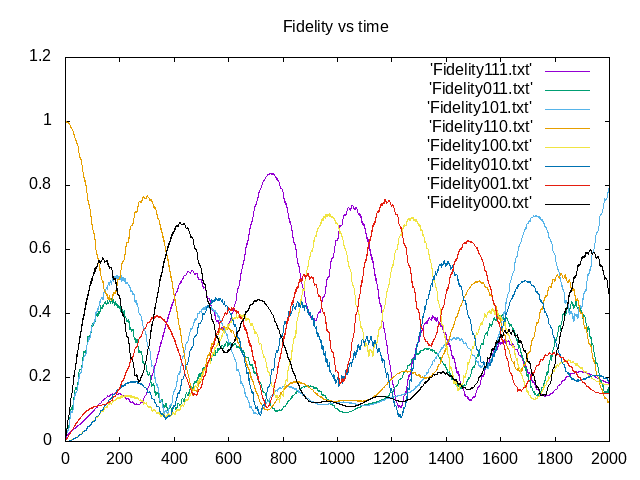 Fidelity vs time
1.2
1
0.8
0.6
0.4
0.2
0
0 200 400 600 800 1000 1200 1400 1600 1800 2000
'Fidelity111.txt'
'Fidelity011.txt'
'Fidelity101.txt'
'Fidelity110.txt'
'Fidelity100.txt'
'Fidelity010.txt'
'Fidelity001.txt'
'Fidelity000.txt'